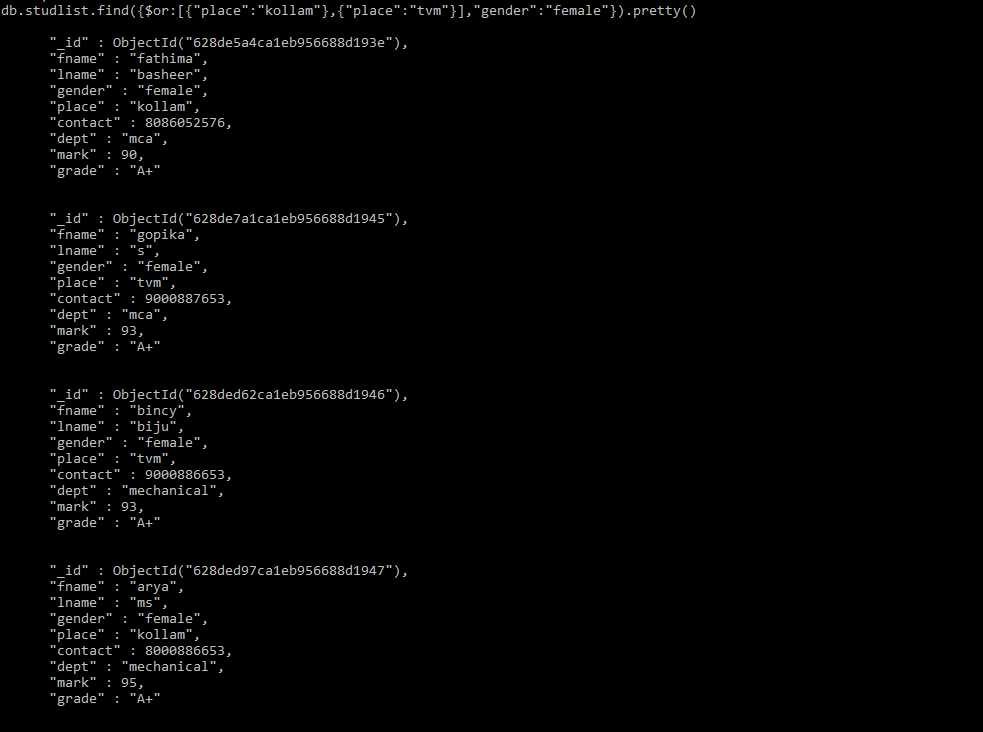 db.studlist.find({$or:[{"place":"kollam"},{"place":"tvm"}],"gender":"female"}).pretty()
"_id" : ObjectId("628de5a4ca1eb956688d193e"),
"fname" : "fathima",
"lname" : "basheer",
"gender" : "female",
"place" : "kollam",
"contact" : 8086052576,
"dept" : "mca",
"mark" : 90,
"grade" : "A+"
"_id" : ObjectId("628de7a1ca1eb956688d1945"),
"fname" : "gopika",
"lname" : "s",
"gender" : "female",
"place" : "tvm",
"contact" : 9000887653,
"dept" : "mca",
"mark" : 93,
"grade" : "A+"
"_id" : ObjectId("628ded62ca1eb956688d1946"),
"fname" : "bincy",
"lname" : "biju",
"gender" : "female",
"place" : "tvm",
"contact" : 9000886653,
"dept" : "mechanical",
"mark" : 93,
"grade" : "A+"
"_id" : ObjectId("628ded97ca1eb956688d1947"),
"fname" : "arya",
"lname" : "ms",
"gender" : "female",
"place" : "kollam",
"contact" : 8000886653,
"dept" : "mechanical",
"mark" : 95,
"grade" : "A+"